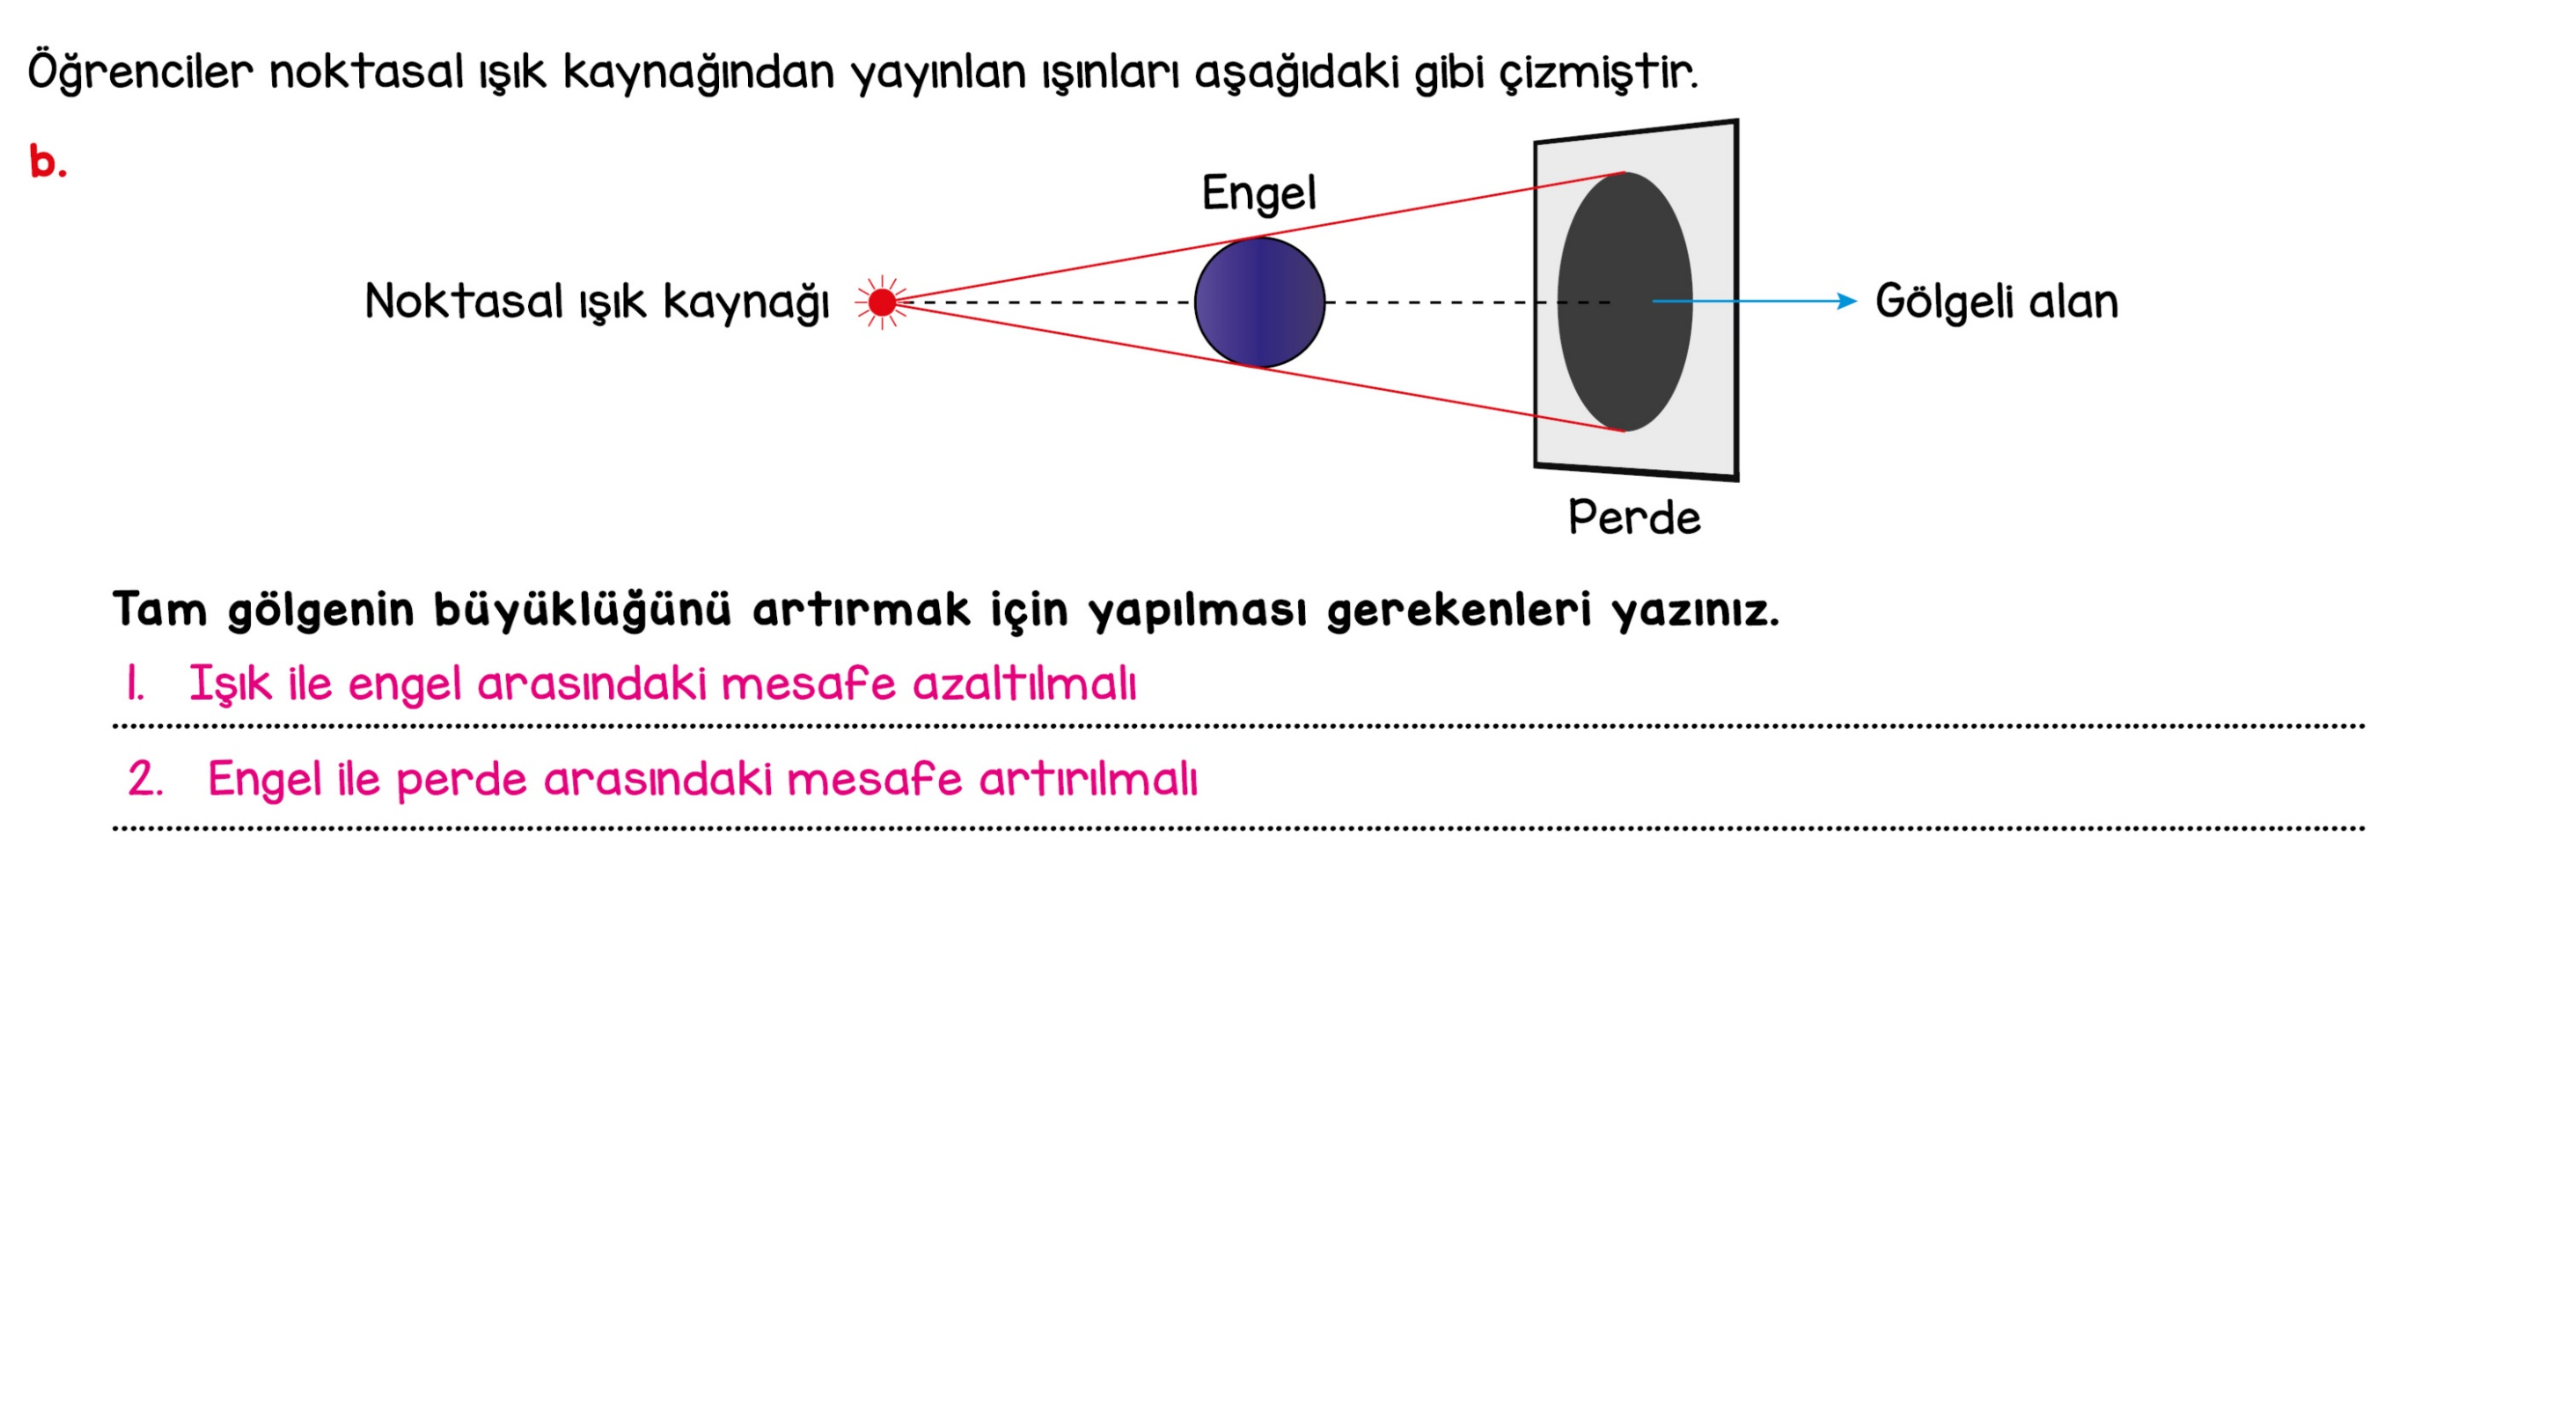 Öğrenciler noktasal ışık kaynağından yayınlan ışınları aşağıdaki gibi çizmiştir.
b.
Engel
Noktasal ışık kaynağı
Gölgeli alan
Perde
Tam gölgenin büyüklüğünü artırmak için yapılması gerekenleri yazınız.
1. Işık ile engel arasındaki mesafe azaltılmalı
2. Engel ile perde arasındaki mesafe artırılmalı